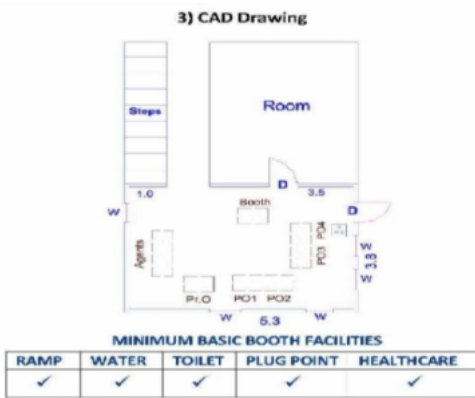 3) CAD Drawing
Steps
Room
1.0
D
3.5
Booth
W
D
Agents
PO3 PO4
W
3.8
W
Pr.O
PO1 PO2
W
5.3
W
MINIMUM BASIC BOOTH FACILITIES
RAMP WATER TOILET PLUG POINT HEALTHCARE
✓ ✓ ✓ ✓ ✓